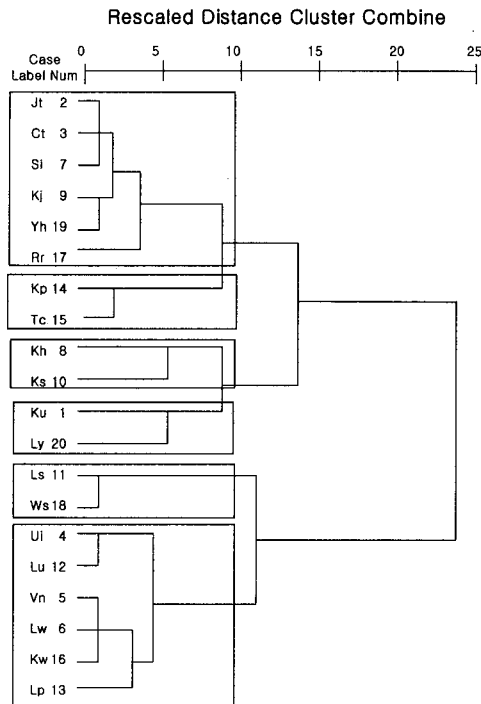 Rescaled Distance Cluster Combine
Case 0 5 10 15 20 25
Label Num
Jt 2
Ct 3
Si 7
Kj 9
Yh 19
Rr 17
Kp 14
Tc 15
Kh 8
Ks 10
Ku 1
Ly 20
Ls 11
Ws 18
Ui 4
Lu 12
Vn 5
Lw 6
Kw 16
Lp 13